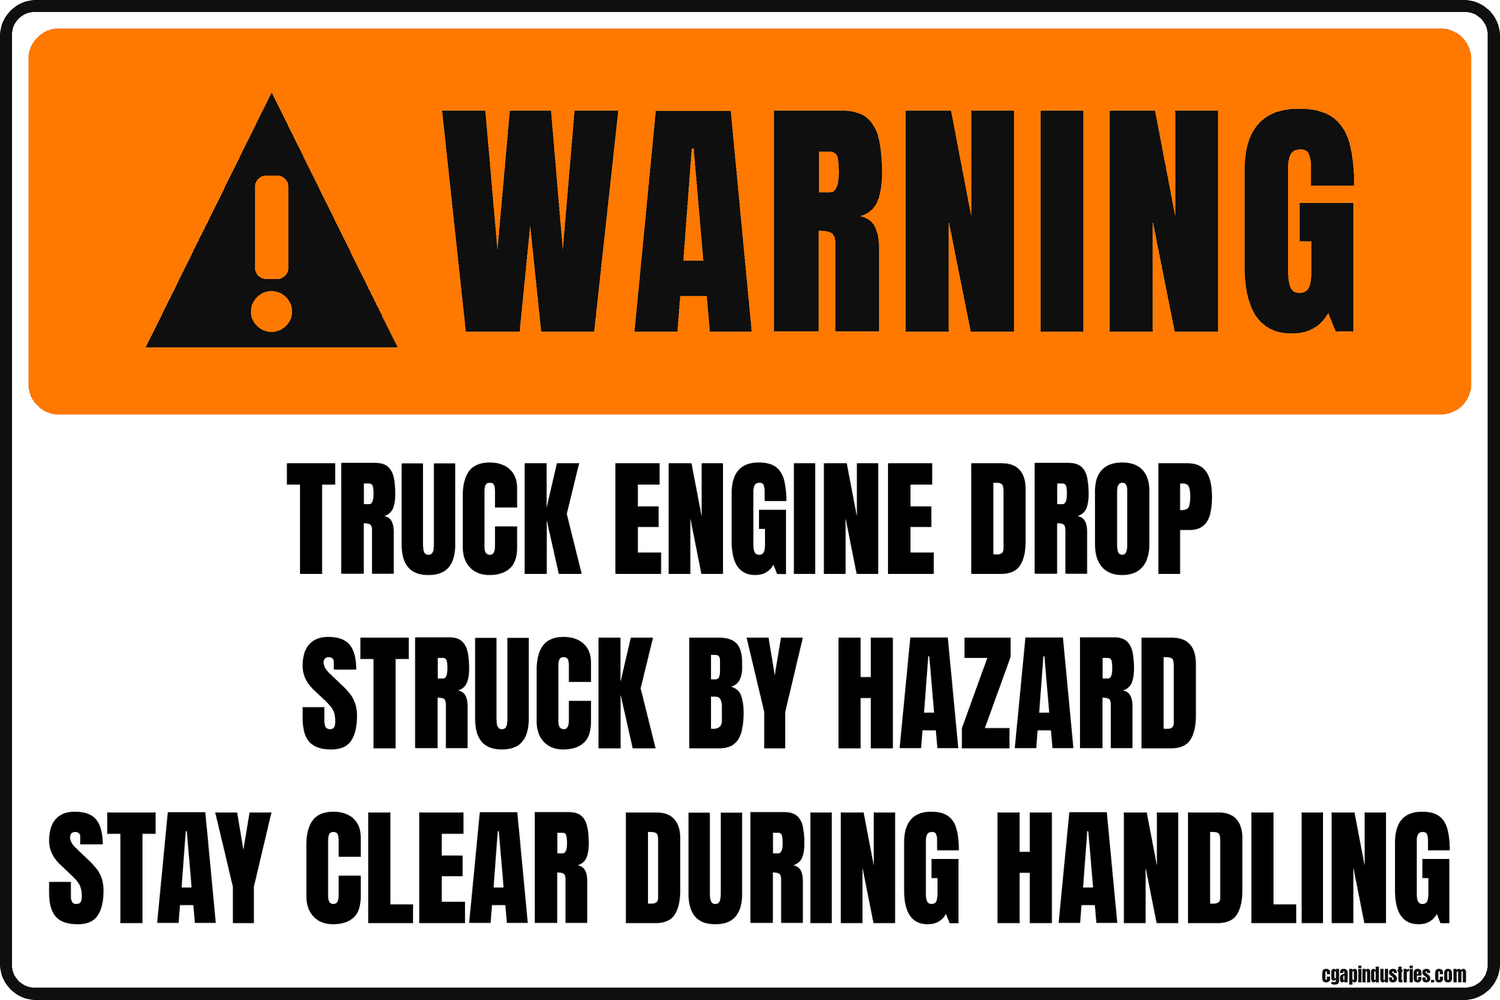 WARNING
TRUCK ENGINE DROP
STRUCK BY HAZARD
STAY CLEAR DURING HANDLING
cgapindustries.com